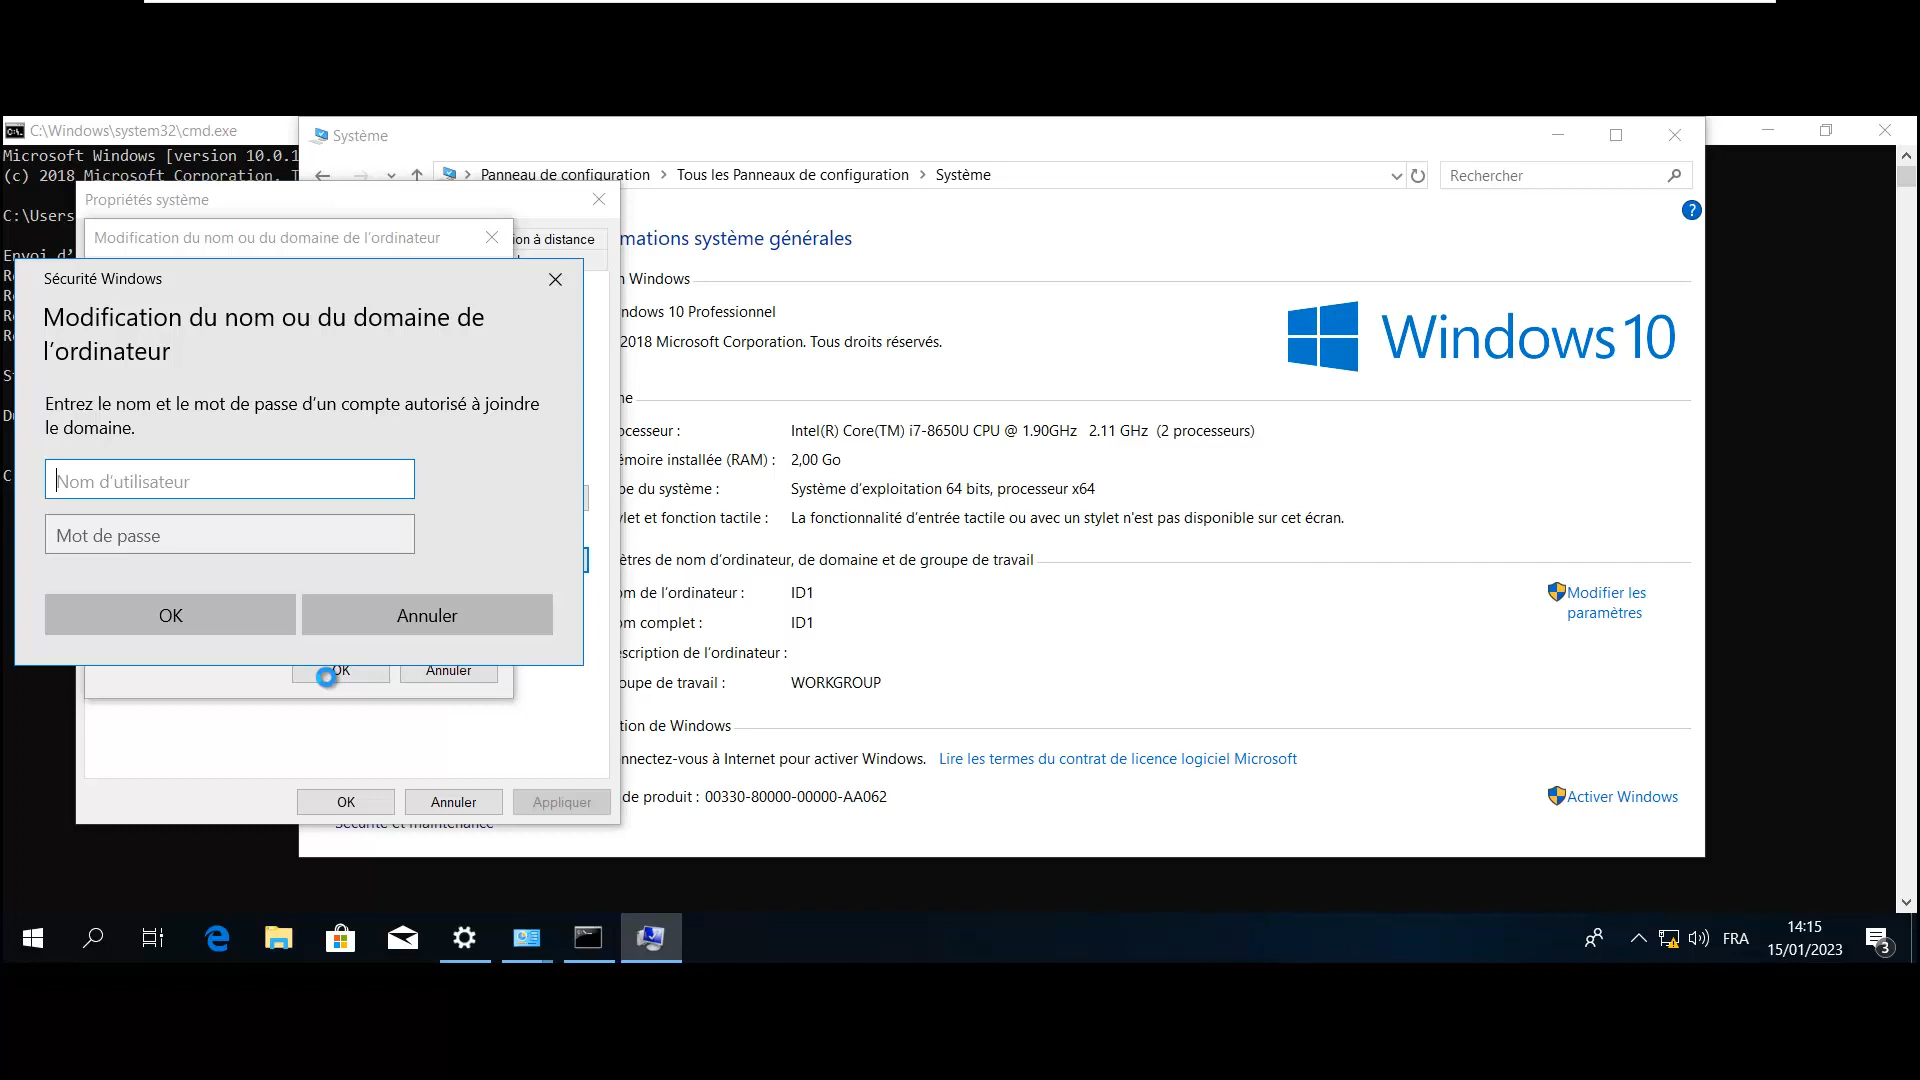 C:\Windows\system32\cmd.exe
Microsoft Windows [version 10.0.1
(c) 2018 Microsoft Corporation. T
C:\Users
Envoi d'
Système
Panneau de configuration > Tous les Panneaux de configuration > Système
Rechercher
Propriétés système
ion à distance
Modification du nom ou du domaine de l'ordinateur
Sécurité Windows
Modification du nom ou du domaine de
l'ordinateur
Entrez le nom et le mot de passe d'un compte autorisé à joindre
le domaine.
Nom d'utilisateur
Mot de passe
OK
Annuler
OK
Annuler
OK
Annuler
Appliquer
mations système générales
n Windows
ndows 10 Professionnel
2018 Microsoft Corporation. Tous droits réservés.
Windows 10
me
ocesseur : Intel(R) Core(TM) i7-8650U CPU @ 1.90GHz 2.11 GHz (2 processeurs)
émoire installée (RAM) : 2,00 Go
pe du système : Système d'exploitation 64 bits, processeur x64
ylet et fonction tactile : La fonctionnalité d'entrée tactile ou avec un stylet n'est pas disponible sur cet écran.
ètres de nom d'ordinateur, de domaine et de groupe de travail
om de l'ordinateur : ID1
Modifier les
paramètres
om complet : ID1
escription de l'ordinateur :
oupe de travail : WORKGROUP
tion de Windows
nnectez-vous à Internet pour activer Windows. Lire les termes du contrat de licence logiciel Microsoft
de produit : 00330-80000-00000-AA062
Activer Windows
Sécurité et maintenance
FRA
14:15
15/01/2023
3